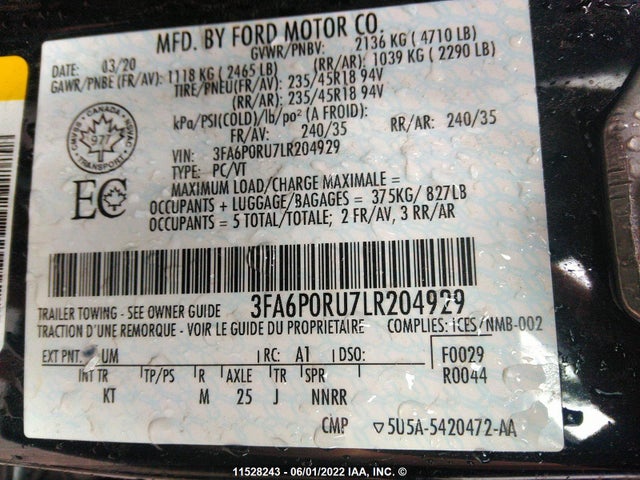 MFD. BY FORD MOTOR CO.
DATE: 03/20 GVWR/PNBV: 2136 KG ( 4710 LB)
GAWR/PNBE (FR/AV): 1118 KG ( 2465 LB) (RR/AR): 1039 KG ( 2290 LB)
TIRE/PNEU(FR/AV): 235/45R18 94V
(RR/AR): 235/45R18 94V
kPa/PSI(COLD)/lb/po² (A FROID):
FR/AV: 240/35 RR/AR: 240/35
VIN: 3FA6P0RU7LR204929
TYPE: PC/VT
MAXIMUM LOAD/CHARGE MAXIMALE =
OCCUPANTS + LUGGAGE/BAGAGES = 375KG/ 827LB
OCCUPANTS = 5 TOTAL/TOTALE; 2 FR/AV, 3 RR/AR
CANADA
CMVSS NSVAC
977
TRANSPORT
EC
3FA6P0RU7LR204929
TRAILER TOWING - SEE OWNER GUIDE
TRACTION D'UNE REMORQUE - VOIR LE GUIDE DU PROPRIETAIRE COMPLIES: ICES/NMB-002
EXT PNT: UM RC: A1 DSO: F0029
INT TR TP/PS R AXLE TR SPR R0044
KT M 25 J NNRR
CMP ▽5U5A-5420472-AA
11528243 - 06/01/2022 IAA, Inc. ©